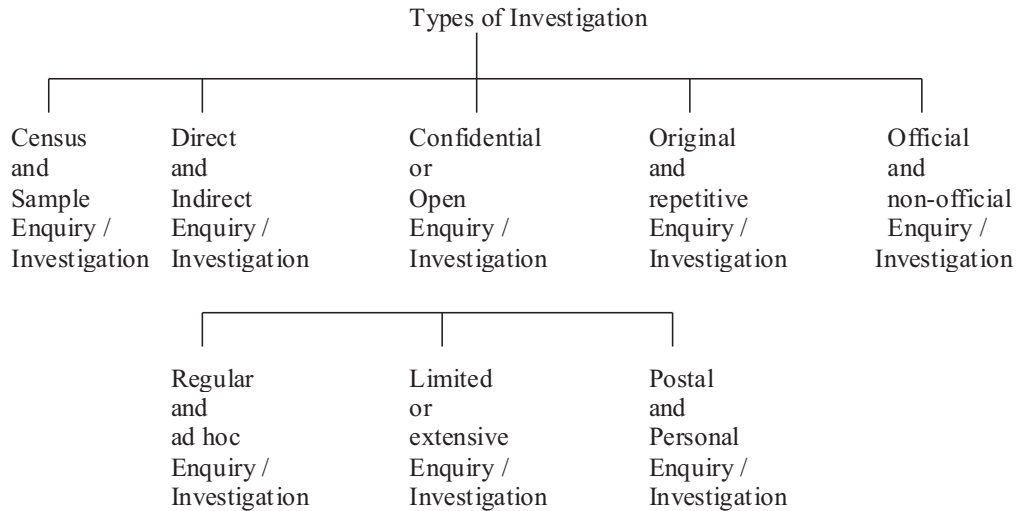 Types of Investigation
Census
and
Sample
Enquiry /
Investigation
Direct
and
Indirect
Enquiry /
Investigation
Confidential
or
Open
Enquiry /
Investigation
Original
and
repetitive
Enquiry /
Investigation
Official
and
non-official
Enquiry /
Investigation
Regular
and
ad hoc
Enquiry /
Investigation
Limited
or
extensive
Enquiry /
Investigation
Postal
and
Personal
Enquiry /
Investigation